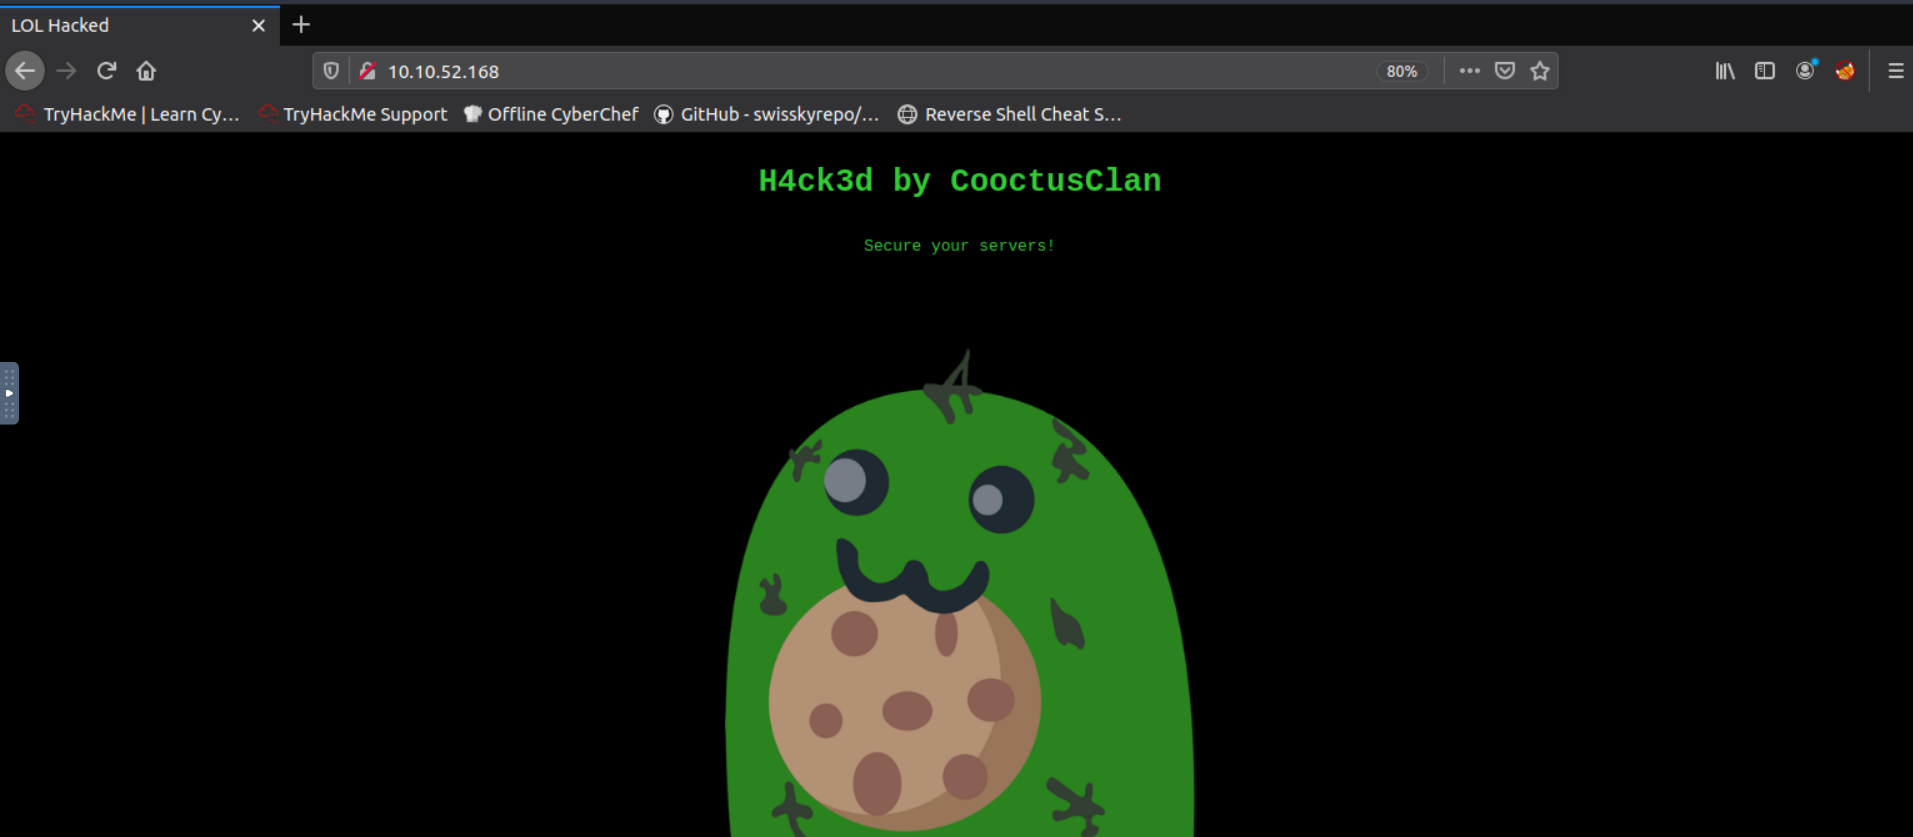 LOL Hacked
10.10.52.168
80%
TryHackMe | Learn Cy…
TryHackMe Support
Offline CyberChef
GitHub - swisskyrepo/…
Reverse Shell Cheat S…
H4ck3d by CooctusClan
Secure your servers!